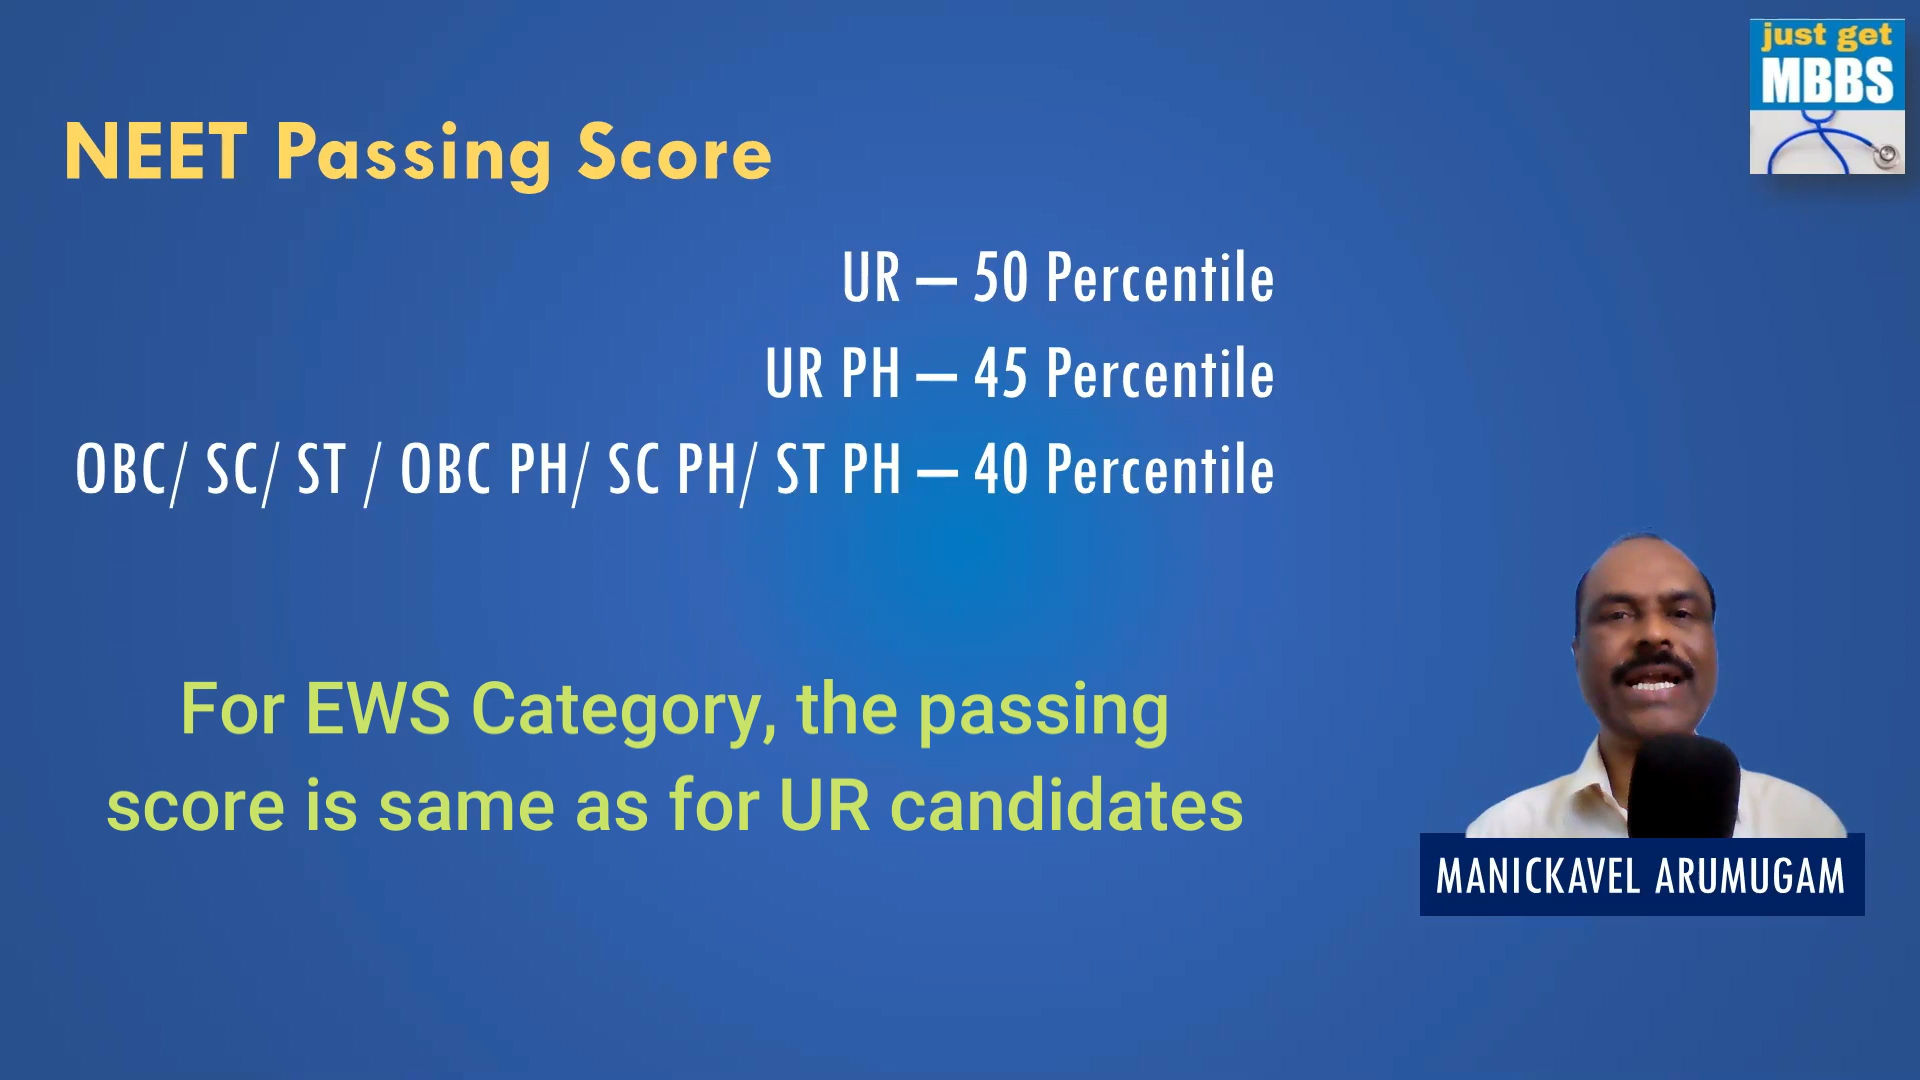 just get
MBBS
NEET Passing Score
UR – 50 Percentile
UR PH – 45 Percentile
OBC/ SC/ ST / OBC PH/ SC PH/ ST PH – 40 Percentile
For EWS Category, the passing
score is same as for UR candidates
MANICKAVEL ARUMUGAM